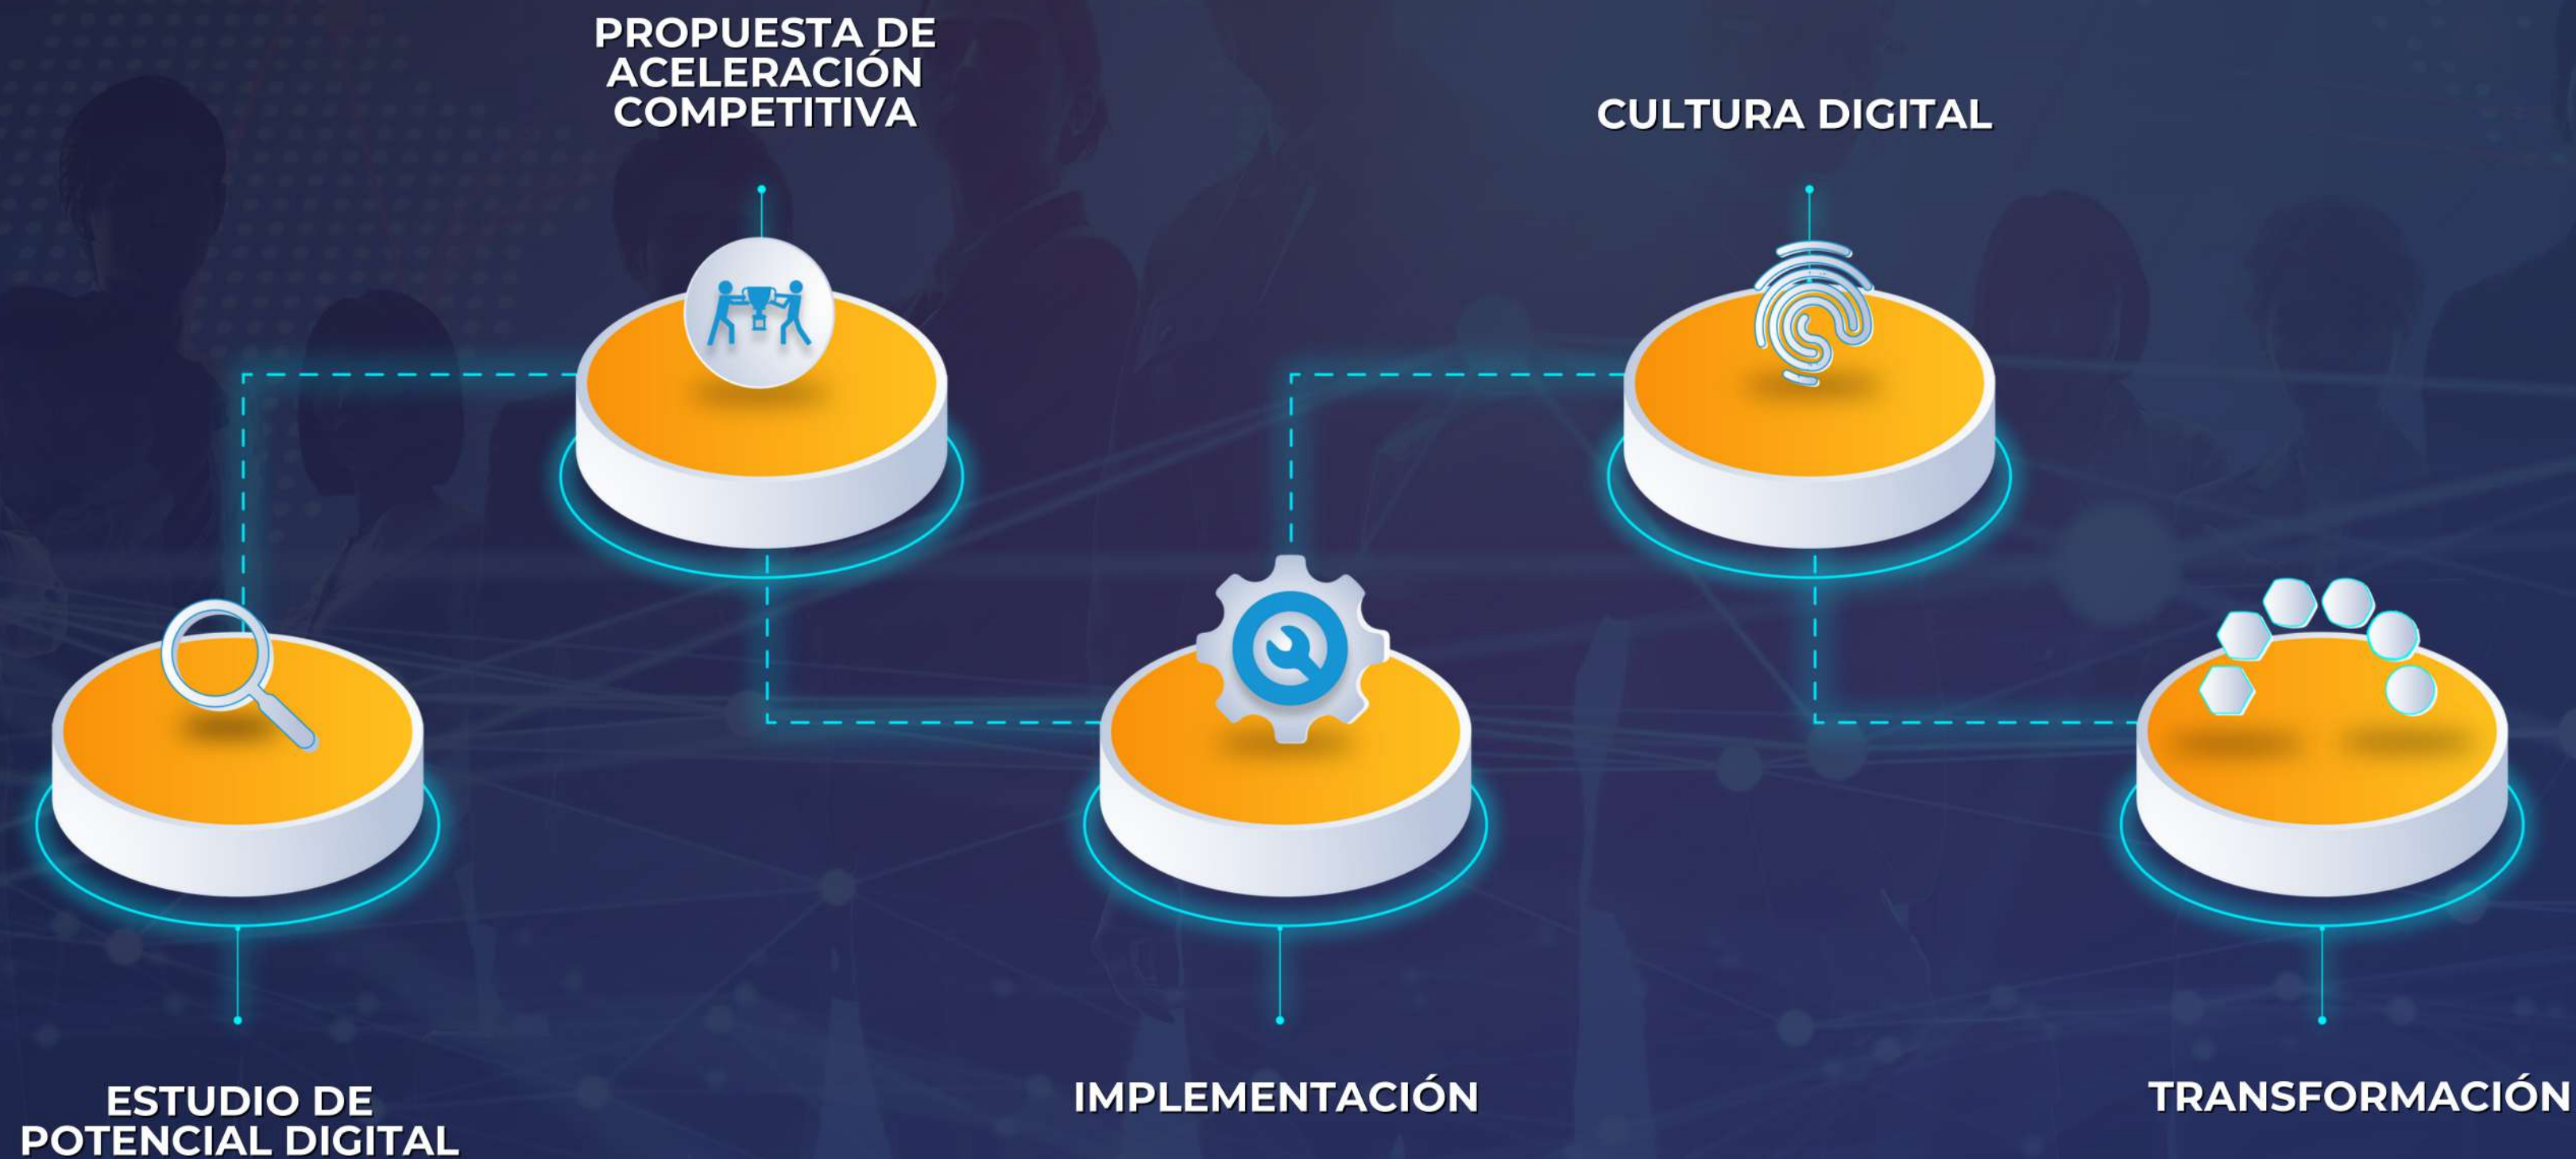 PROPUESTA DE
ACELERACIÓN
COMPETITIVA
CULTURA DIGITAL
ESTUDIO DE
POTENCIAL DIGITAL
IMPLEMENTACIÓN
TRANSFORMACIÓN